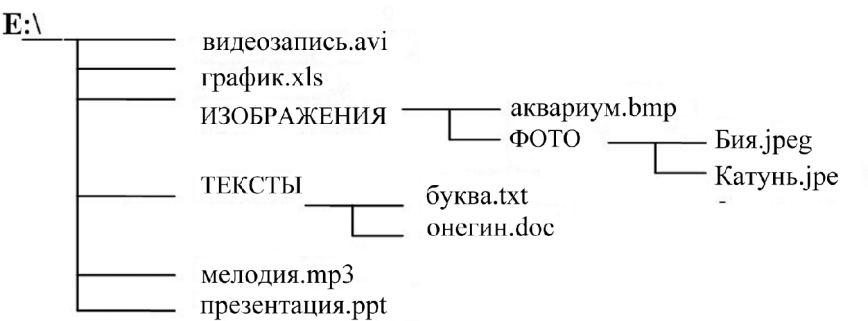 E:\
видеозапись.avi
график.xls
ИЗОБРАЖЕНИЯ
аквариум.bmp
ФОТО
Бия.jpeg
Катунь.jpe
ТЕКСТЫ
буква.txt
онегин.doc
мелодия.mp3
презентация.ppt